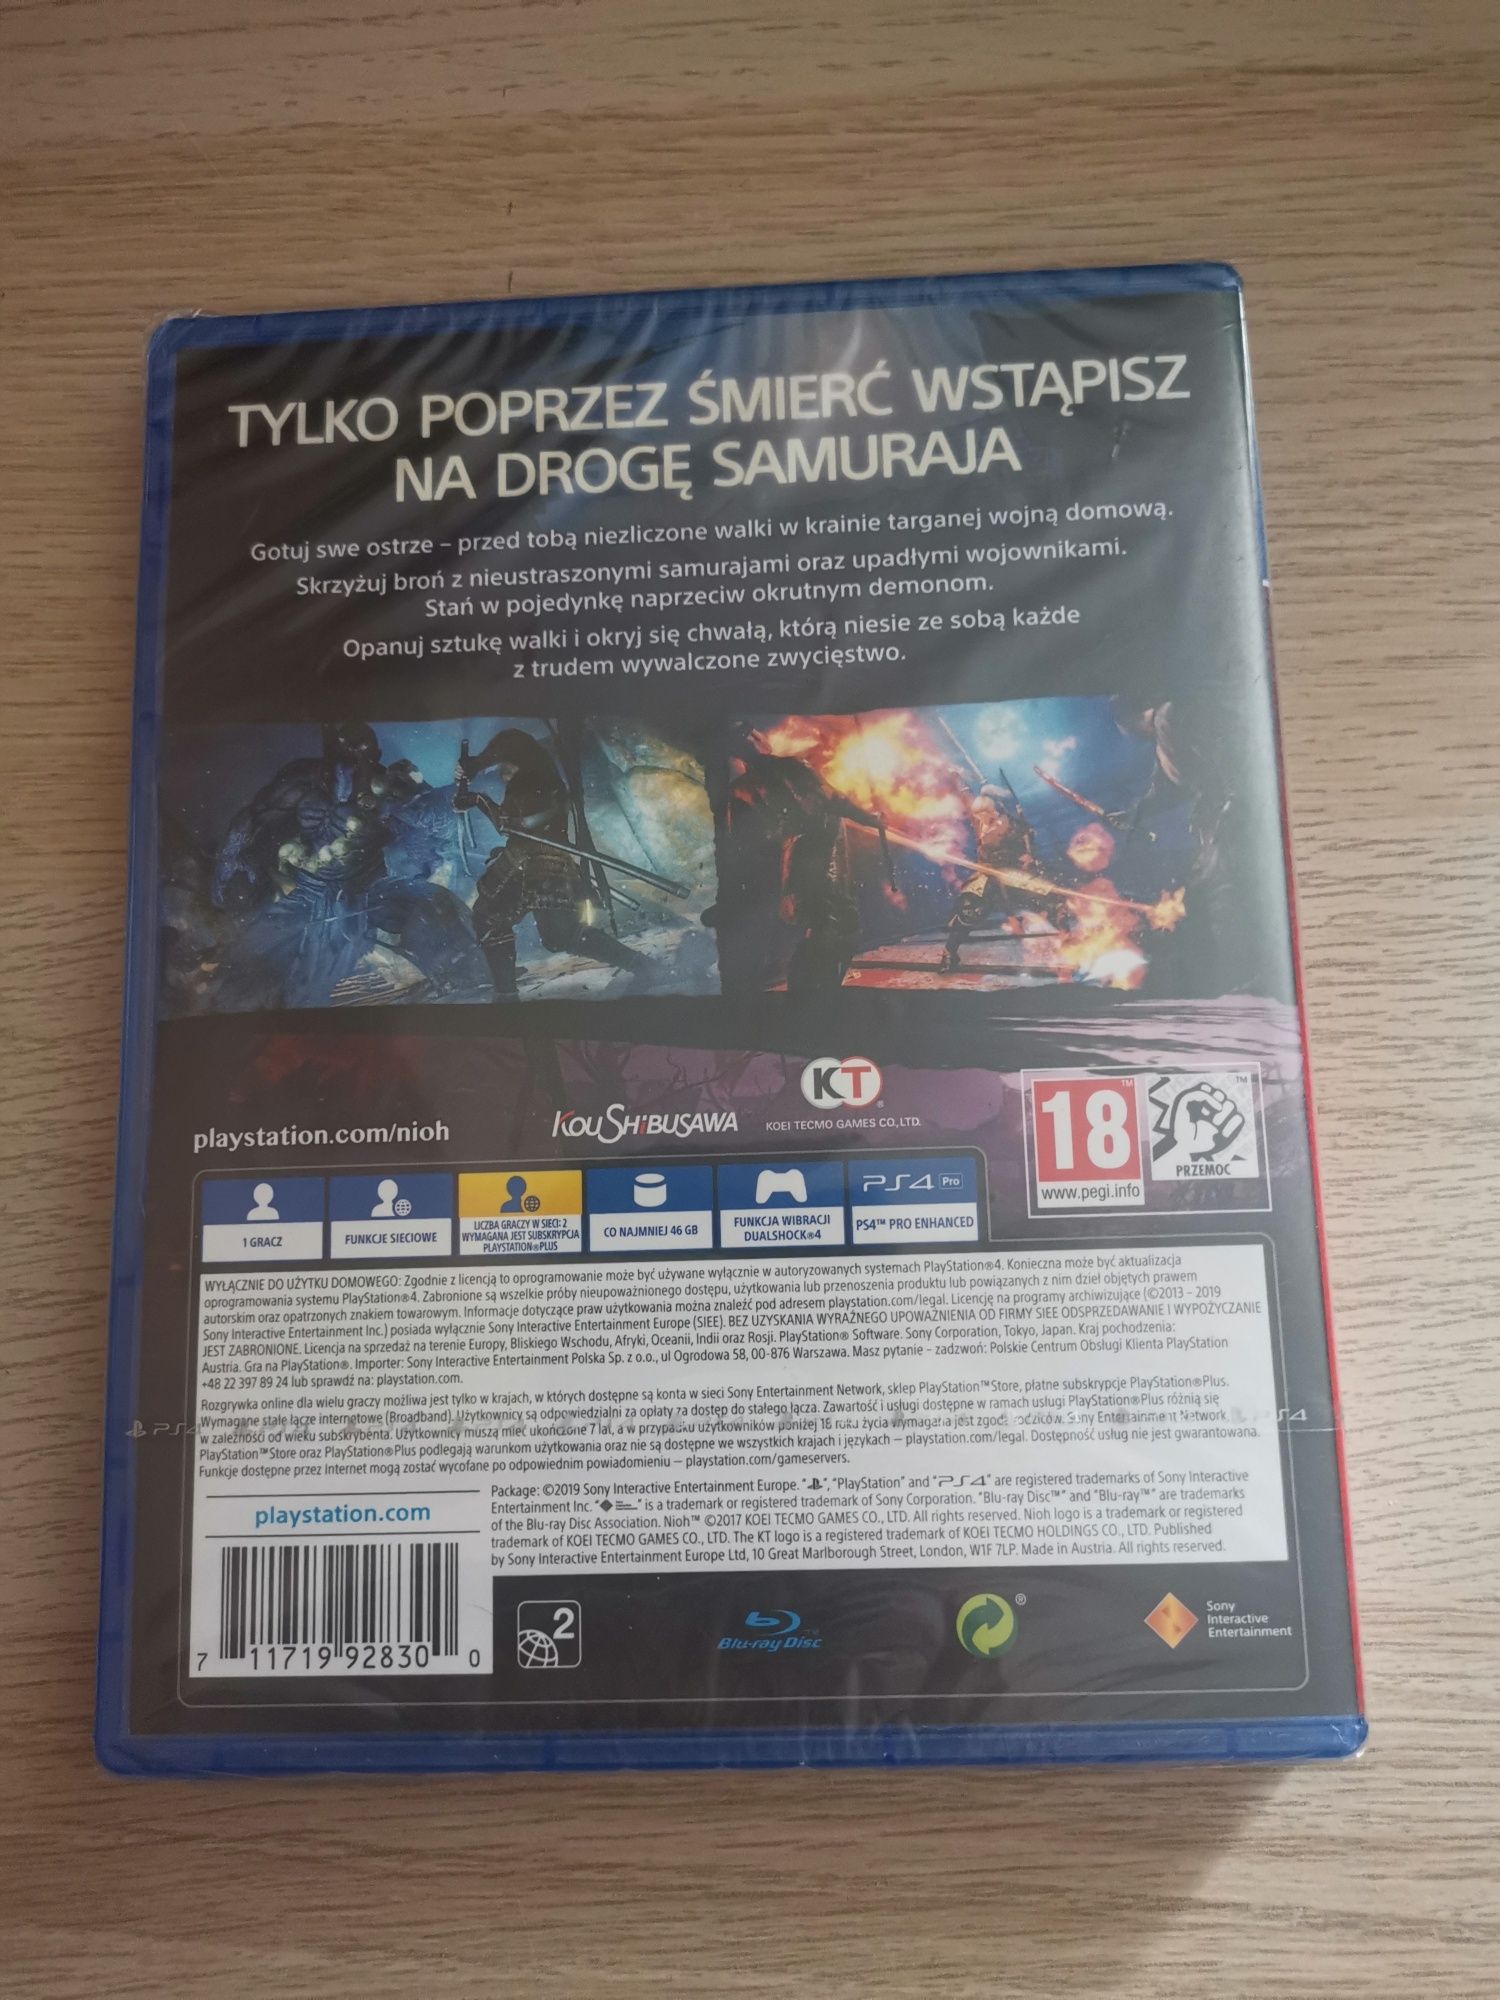 TYLKO POPRZEZ ŚMIERĆ WSTĄPISZ
NA DROGĘ SAMURAJA
Gotuj swe ostrze – przed tobą niezliczone walki w krainie targanej wojną domową.
Skrzyżuj broń z nieustraszonymi samurajami oraz upadłymi wojownikami.
Stań w pojedynkę naprzeciw okrutnym demonom.
Opanuj sztukę walki i okryj się chwałą, którą niesie ze sobą każde
z trudem wywalczone zwycięstwo.
playstation.com/nioh
KOU SHIBUSAWA
KT
KOEI TECMO GAMES CO., LTD.
18
www.pegi.info
PRZEMOC
1 GRACZ
FUNKCJE SIECIOWE
LICZBA GRACZY W SIECI: 2
WYMAGANA JEST SUBSKRYPCJA
PLAYSTATION®PLUS
CO NAJMNIEJ 46 GB
FUNKCJA WIBRACJI
DUALSHOCK®4
PS4 Pro
PS4™ PRO ENHANCED
WYŁĄCZNIE DO UŻYTKU DOMOWEGO: Zgodnie z licencją to oprogramowanie może być używane wyłącznie w autoryzowanych systemach PlayStation®4. Konieczna może być aktualizacja
oprogramowania systemu PlayStation®4. Zabronione są wszelkie próby nieupoważnionego dostępu, użytkowania lub przenoszenia produktu lub powiązanych z nim dzieł objętych prawem
autorskim oraz opatrzonych znakiem towarowym. Informacje dotyczące praw użytkowania można znaleźć pod adresem playstation.com/legal. Licencję na programy archiwizujące (©2013 - 2019
Sony Interactive Entertainment Inc.) posiada wyłącznie Sony Interactive Entertainment Europe (SIEE). BEZ UZYSKANIA WYRAŹNEGO UPOWAŻNIENIA OD FIRMY SIEE ODSPRZEDAWANIE I WYPOŻYCZANIE
JEST ZABRONIONE. Licencja na sprzedaż na terenie Europy, Bliskiego Wschodu, Afryki, Oceanii, Indii oraz Rosji. PlayStation® Software. Sony Corporation, Tokyo, Japan. Kraj pochodzenia:
Austria. Gra na PlayStation®. Importer: Sony Interactive Entertainment Polska Sp. z o.o., ul Ogrodowa 58, 00-876 Warszawa. Masz pytanie - zadzwoń: Polskie Centrum Obsługi Klienta PlayStation
+48 22 397 89 24 lub sprawdź na: playstation.com.
Rozgrywka online dla wielu graczy możliwa jest tylko w krajach, w których dostępne są konta w sieci Sony Entertainment Network, sklep PlayStation™Store, płatne subskrypcje PlayStation®Plus.
Wymagane stałe łącze internetowe (Broadband). Użytkownicy są odpowiedzialni za opłaty za dostęp do stałego łącza. Zawartość i usługi dostępne w ramach usługi PlayStation®Plus różnią się
w zależności od wieku subskrybenta. Użytkownicy muszą mieć ukończone 7 lat, a w przypadku użytkowników poniżej 18 roku życia wymagana jest zgoda rodziców. Sony Entertainment Network,
PlayStation™Store oraz PlayStation®Plus podlegają warunkom użytkowania oraz nie są dostępne we wszystkich krajach i językach – playstation.com/legal. Dostępność usług nie jest gwarantowana.
Funkcje dostępne przez Internet mogą zostać wycofane po odpowiednim powiadomieniu – playstation.com/gameservers.
PS4
PS4
playstation.com
Package: ©2019 Sony Interactive Entertainment Europe. "", "PlayStation" and "PS4" are registered trademarks of Sony Interactive
Entertainment Inc. "" is a trademark or registered trademark of Sony Corporation. "Blu-ray Disc™" and "Blu-ray™" are trademarks
of the Blu-ray Disc Association. Nioh™ ©2017 KOEI TECMO GAMES CO., LTD. All rights reserved. Nioh logo is a trademark or registered
trademark of KOEI TECMO GAMES CO., LTD. The KT logo is a registered trademark of KOEI TECMO HOLDINGS CO., LTD. Published
by Sony Interactive Entertainment Europe Ltd, 10 Great Marlborough Street, London, W1F 7LP. Made in Austria. All rights reserved.
7 11719 92830 0
2
Blu-ray Disc
Sony
Interactive
Entertainment